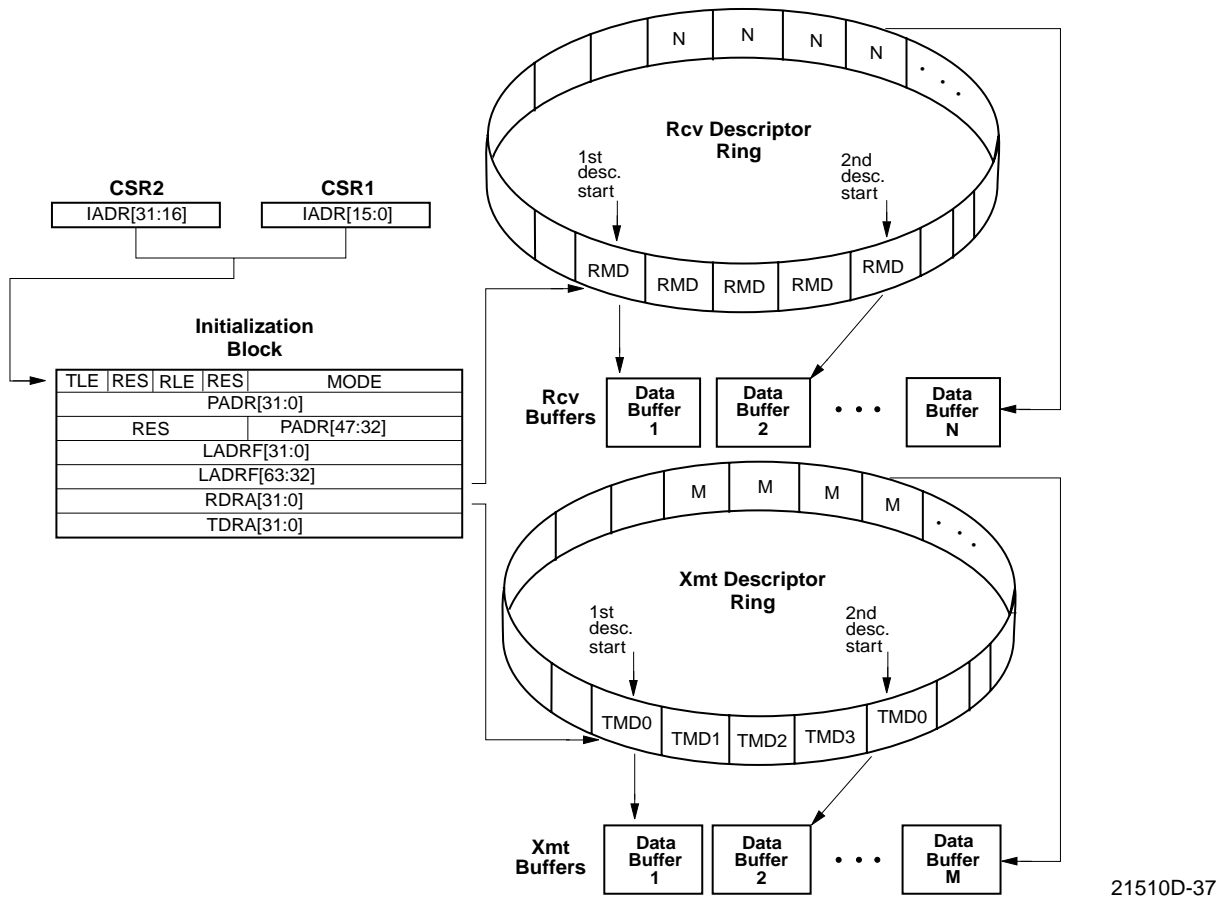 N N N N
Rcv Descriptor
Ring
1st
desc.
start
2nd
desc.
start
RMD RMD RMD RMD RMD
CSR2 CSR1
IADR[31:16] IADR[15:0]
Initialization
Block
TLE RES RLE RES MODE
PADR[31:0]
RES PADR[47:32]
LADRF[31:0]
LADRF[63:32]
RDRA[31:0]
TDRA[31:0]
Rcv
Buffers
Data
Buffer
1
Data
Buffer
2
• • •
Data
Buffer
N
M M M M
Xmt Descriptor
Ring
1st
desc.
start
2nd
desc.
start
TMD0 TMD1 TMD2 TMD3 TMD0
Xmt
Buffers
Data
Buffer
1
Data
Buffer
2
• • •
Data
Buffer
M
21510D-37